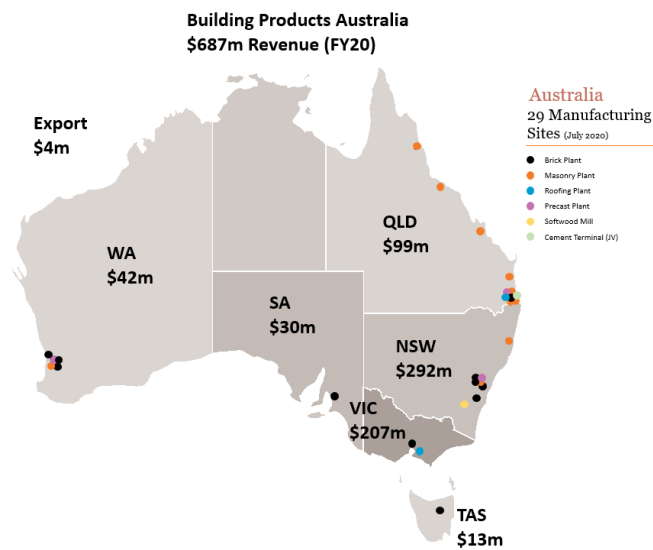 Building Products Australia
$687m Revenue (FY20)
Australia
29 Manufacturing
Sites (July 2020)
Brick Plant
Masonry Plant
Roofing Plant
Precast Plant
Softwood Mill
Cement Terminal (JV)
Export
$4m
WA
$42m
QLD
$99m
SA
$30m
NSW
$292m
VIC
$207m
TAS
$13m